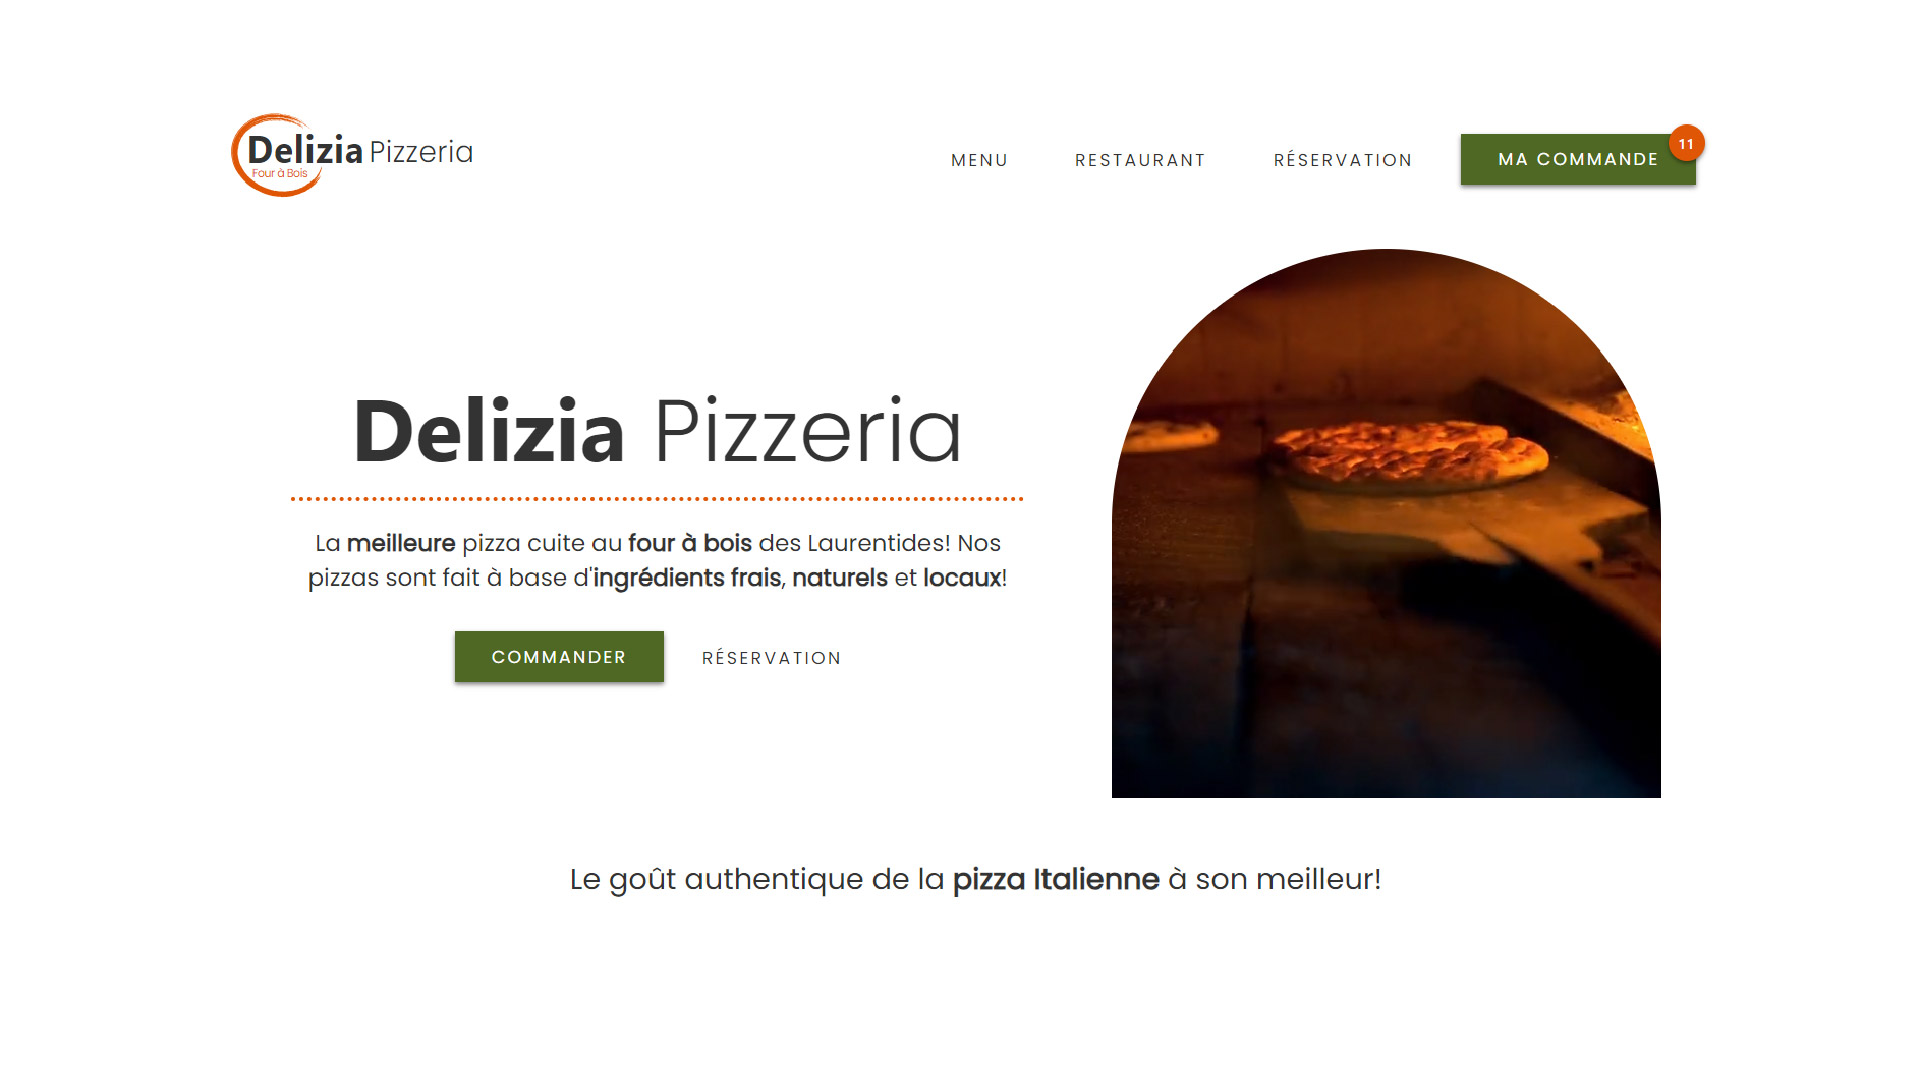 Delizia Pizzeria
Four à Bois
MENU
RESTAURANT
RÉSERVATION
MA COMMANDE
11
Delizia Pizzeria
La meilleure pizza cuite au four à bois des Laurentides! Nos
pizzas sont fait à base d'ingrédients frais, naturels et locaux!
COMMANDER
RÉSERVATION
Le goût authentique de la pizza Italienne à son meilleur!